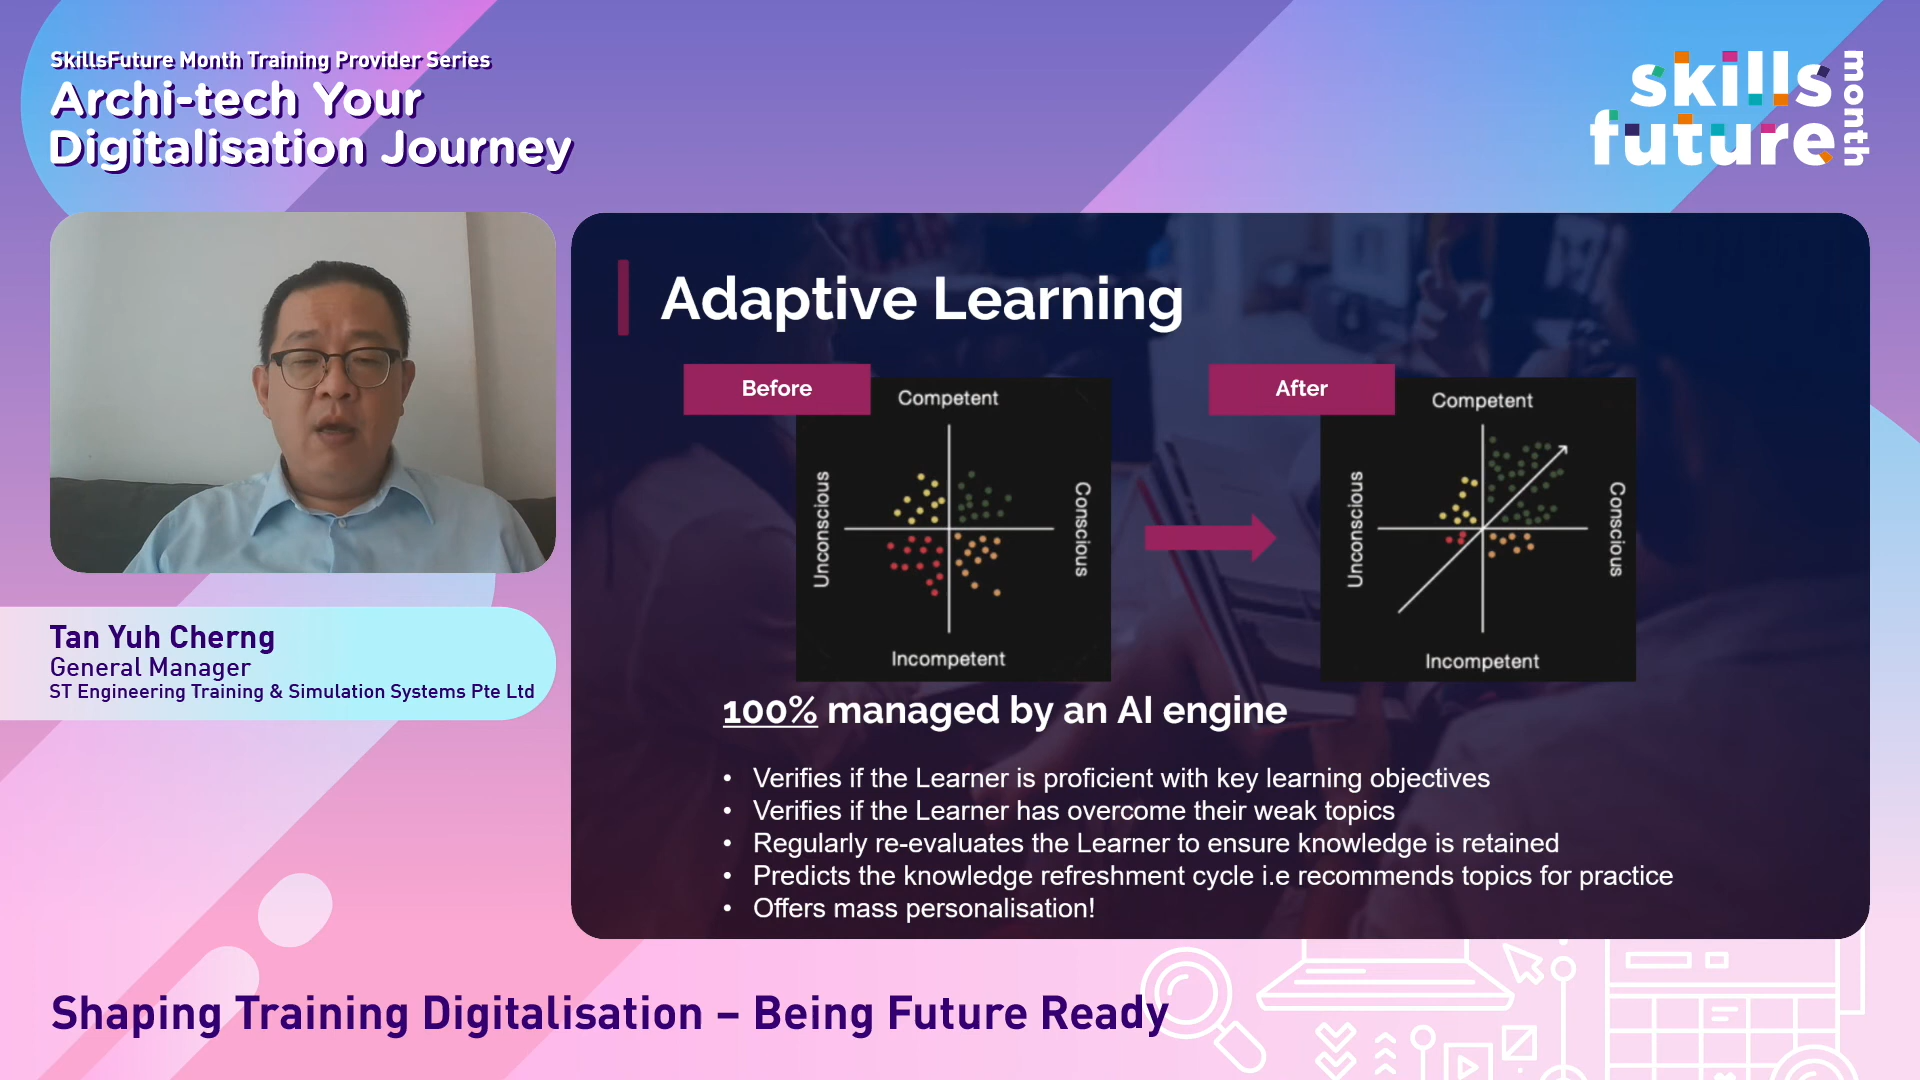 SkillsFuture Month Training Provider Series
Archi-tech Your
Digitalisation Journey
skills
future
month
Tan Yuh Cherng
General Manager
ST Engineering Training & Simulation Systems Pte Ltd
Adaptive Learning
Before
Competent
Unconscious
Conscious
Incompetent
After
Competent
Unconscious
Conscious
Incompetent
100% managed by an AI engine
• Verifies if the Learner is proficient with key learning objectives
• Verifies if the Learner has overcome their weak topics
• Regularly re-evaluates the Learner to ensure knowledge is retained
• Predicts the knowledge refreshment cycle i.e recommends topics for practice
• Offers mass personalisation!
Shaping Training Digitalisation – Being Future Ready